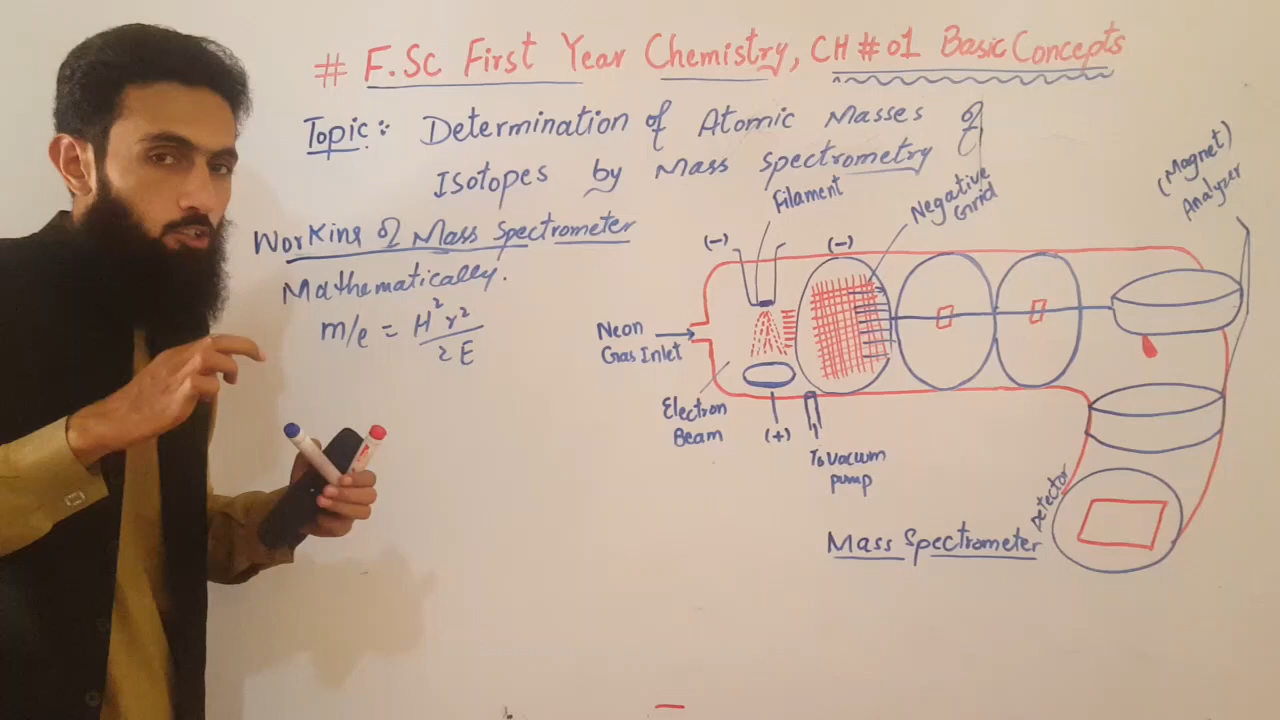 # F.Sc First Year Chemistry, CH # 01 Basic Concepts
Topic: Determination of Atomic Masses of
Isotopes by Mass Spectrometry
Working of Mass Spectrometer
Mathematically.
m/e = H²r²/2E
Filament
Negative
Grid
(Magnet)
Analyzer
(-)
(-)
Neon
Gas Inlet
Electron
Beam
(+)
To Vacuum
pump
Detector
Mass Spectrometer